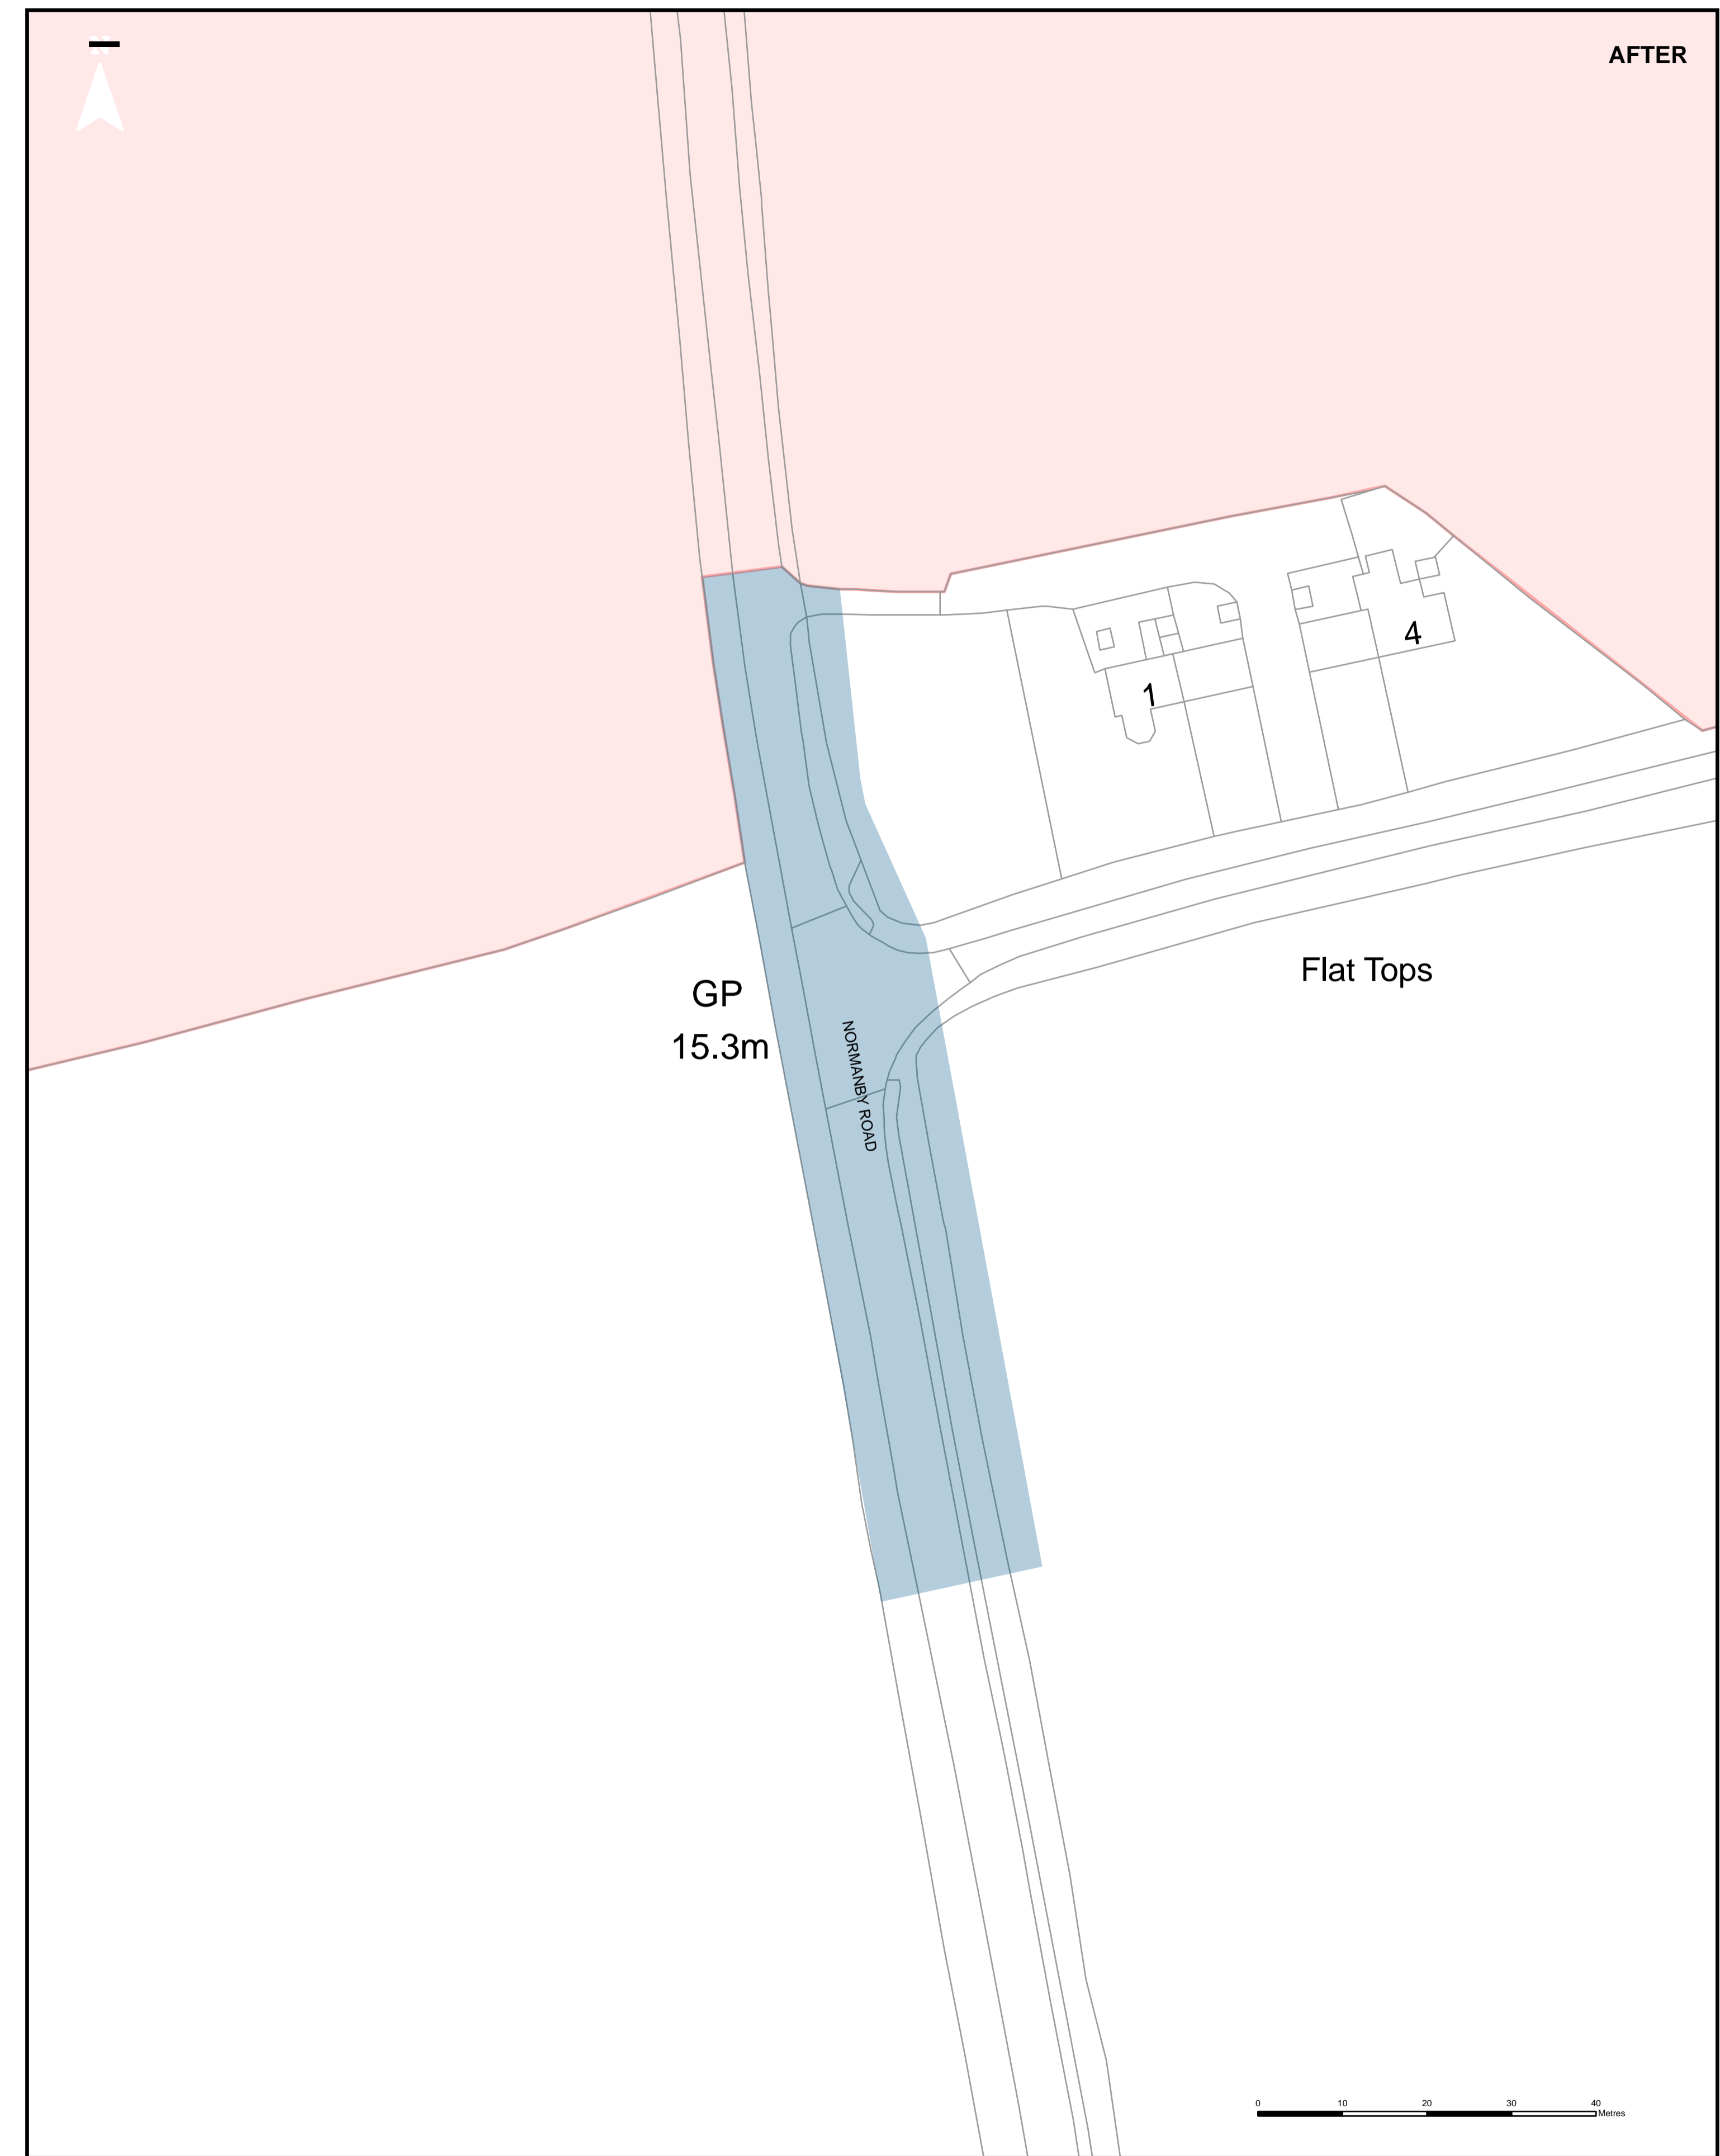 N
AFTER
4
1
Flat Tops
GP
15.3m
NORMANBY ROAD
0 10 20 30 40
Metres